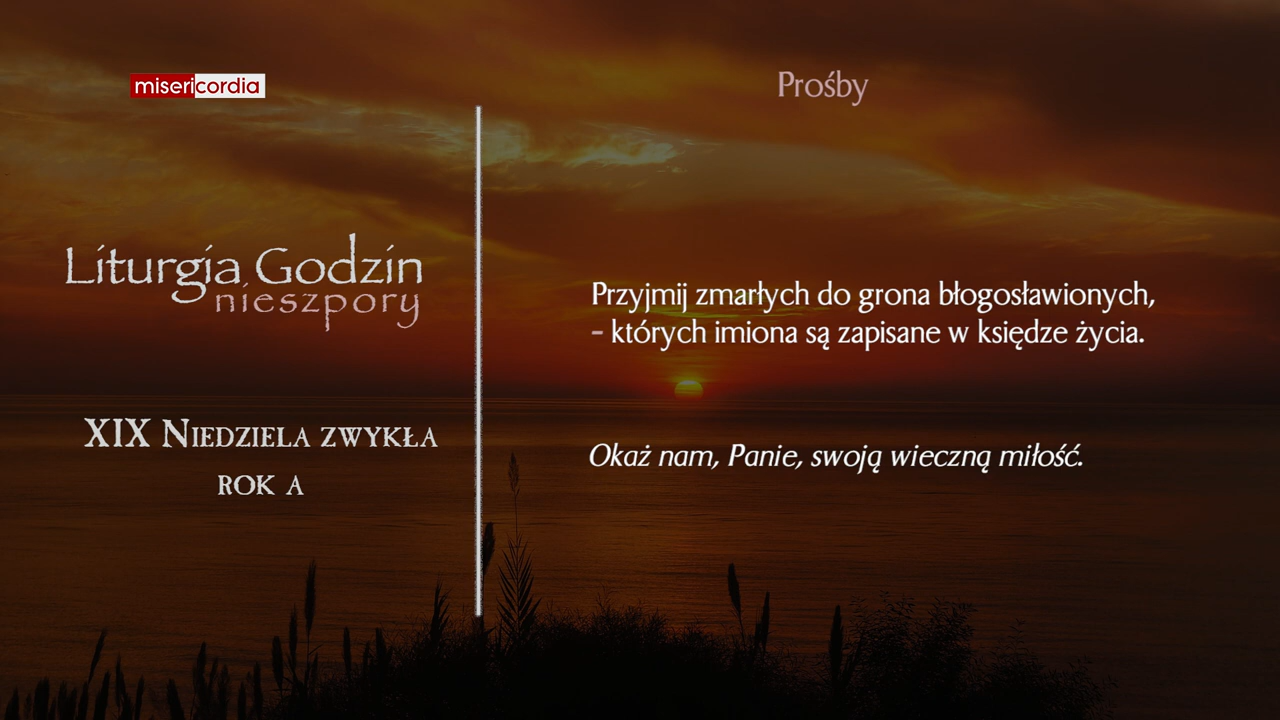 misericordia
Prośby
Liturgia Godzin
nieszpory
XIX Niedziela zwykła
rok A
Przyjmij zmarłych do grona błogosławionych,
– których imiona są zapisane w księdze życia.
Okaż nam, Panie, swoją wieczną miłość.